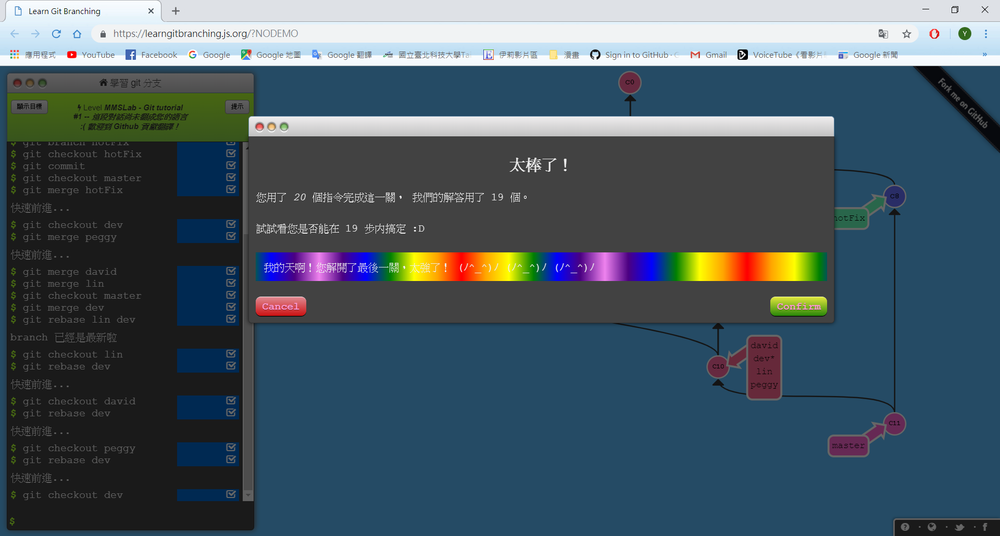 Learn Git Branching
https://learngitbranching.js.org/?NODEMO
Y
應用程式
YouTube
Facebook
Google
Google 地圖
Google 翻譯
國立臺北科技大學Tai
伊莉影片區
漫畫
Sign in to GitHub · G
Gmail
VoiceTube《看影片
Google 新聞
»
學習 git 分支
顯示目標
Level MMSLab - Git tutorial
#1 -- 這段對話尚未翻成您的語言
:( 歡迎到 Github 貢獻翻譯！
提示
$ git branch hotFix
$ git checkout hotFix
$ git commit
$ git checkout master
$ git merge hotFix
快速前進...
$ git checkout dev
$ git merge peggy
快速前進...
$ git merge david
$ git merge lin
$ git checkout master
$ git merge dev
$ git rebase lin dev
branch 已經是最新啦
$ git checkout lin
$ git rebase dev
快速前進...
$ git checkout david
$ git rebase dev
快速前進...
$ git checkout peggy
$ git rebase dev
快速前進...
$ git checkout dev
$
太棒了！
您用了 20 個指令完成這一關， 我們的解答用了 19 個。
試試看您是否能在 19 步內搞定 :D
我的天啊！您解開了最後一關，太強了！ (ﾉ^_^)ﾉ (ﾉ^_^)ﾉ (ﾉ^_^)ﾉ
Cancel
Confirm
C0
Fork me on GitHub
C8
hotFix
david
dev*
lin
peggy
C10
C11
master